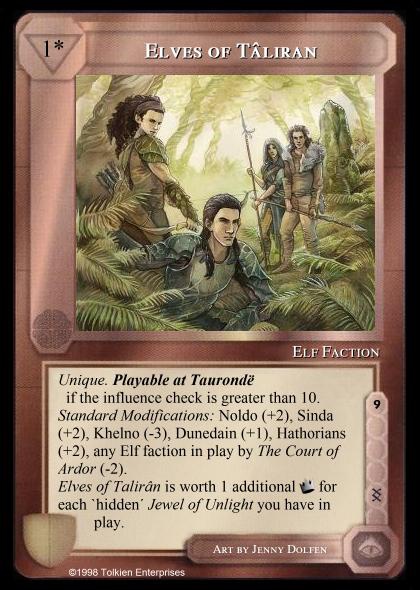 1*
ELVES OF TÂLIRAN
ELF FACTION
Unique. Playable at Taurondë
if the influence check is greater than 10.
Standard Modifications: Noldo (+2), Sinda
(+2), Khelno (-3), Dunedain (+1), Hathorians
(+2), any Elf faction in play by The Court of
Ardor (-2).
Elves of Talirân is worth 1 additional for
each `hidden´ Jewel of Unlight you have in
play.
9
ART BY JENNY DOLFEN
©1998 Tolkien Enterprises